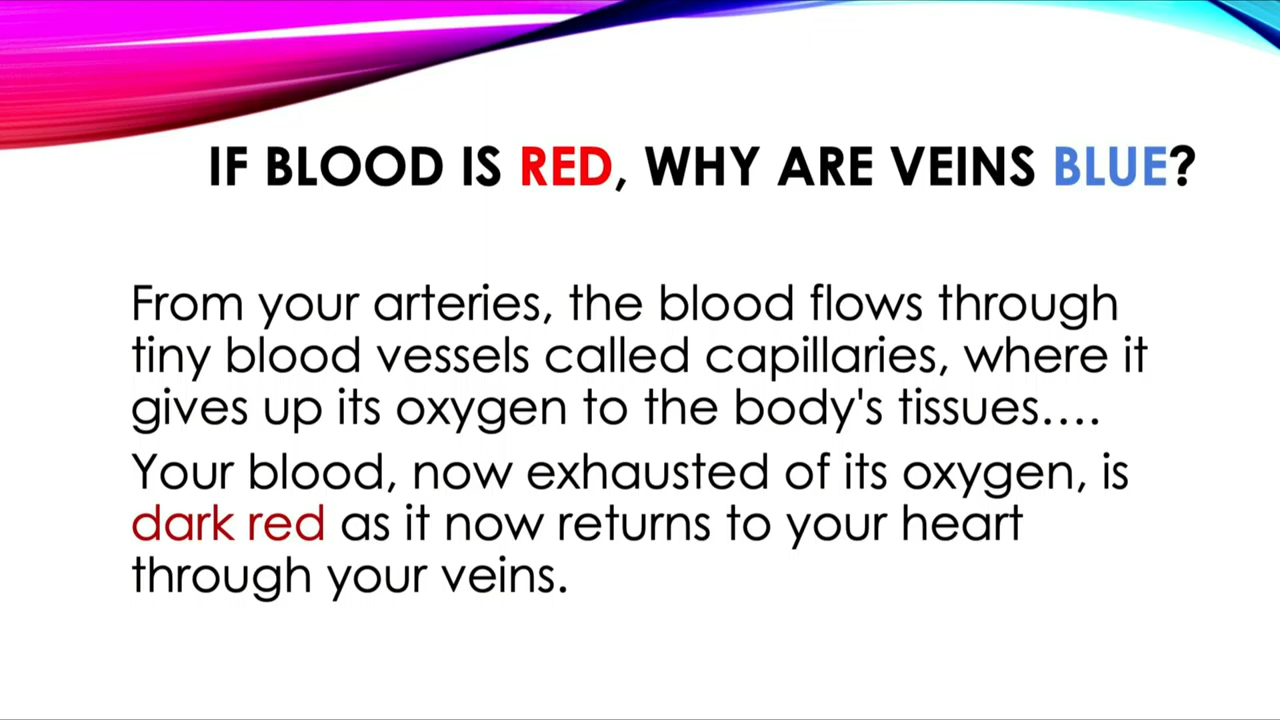 IF BLOOD IS RED, WHY ARE VEINS BLUE?
From your arteries, the blood flows through
tiny blood vessels called capillaries, where it
gives up its oxygen to the body's tissues....
Your blood, now exhausted of its oxygen, is
dark red as it now returns to your heart
through your veins.